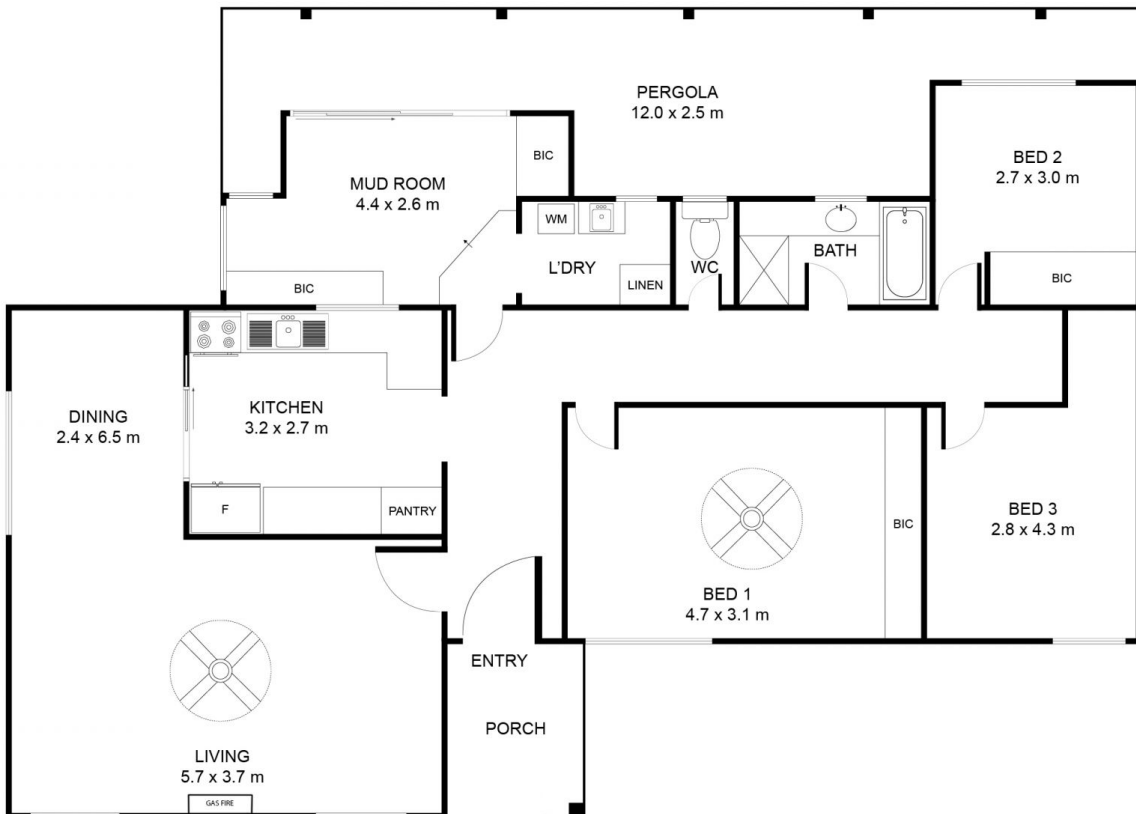 PERGOLA
12.0 x 2.5 m
BED 2
2.7 x 3.0 m
BIC
MUD ROOM
4.4 x 2.6 m
BIC
WM
L'DRY
LINEN
WC
BATH
BIC
BIC
DINING
2.4 x 6.5 m
KITCHEN
3.2 x 2.7 m
F
PANTRY
BED 1
4.7 x 3.1 m
BIC
BED 3
2.8 x 4.3 m
ENTRY
PORCH
LIVING
5.7 x 3.7 m
GAS FIRE